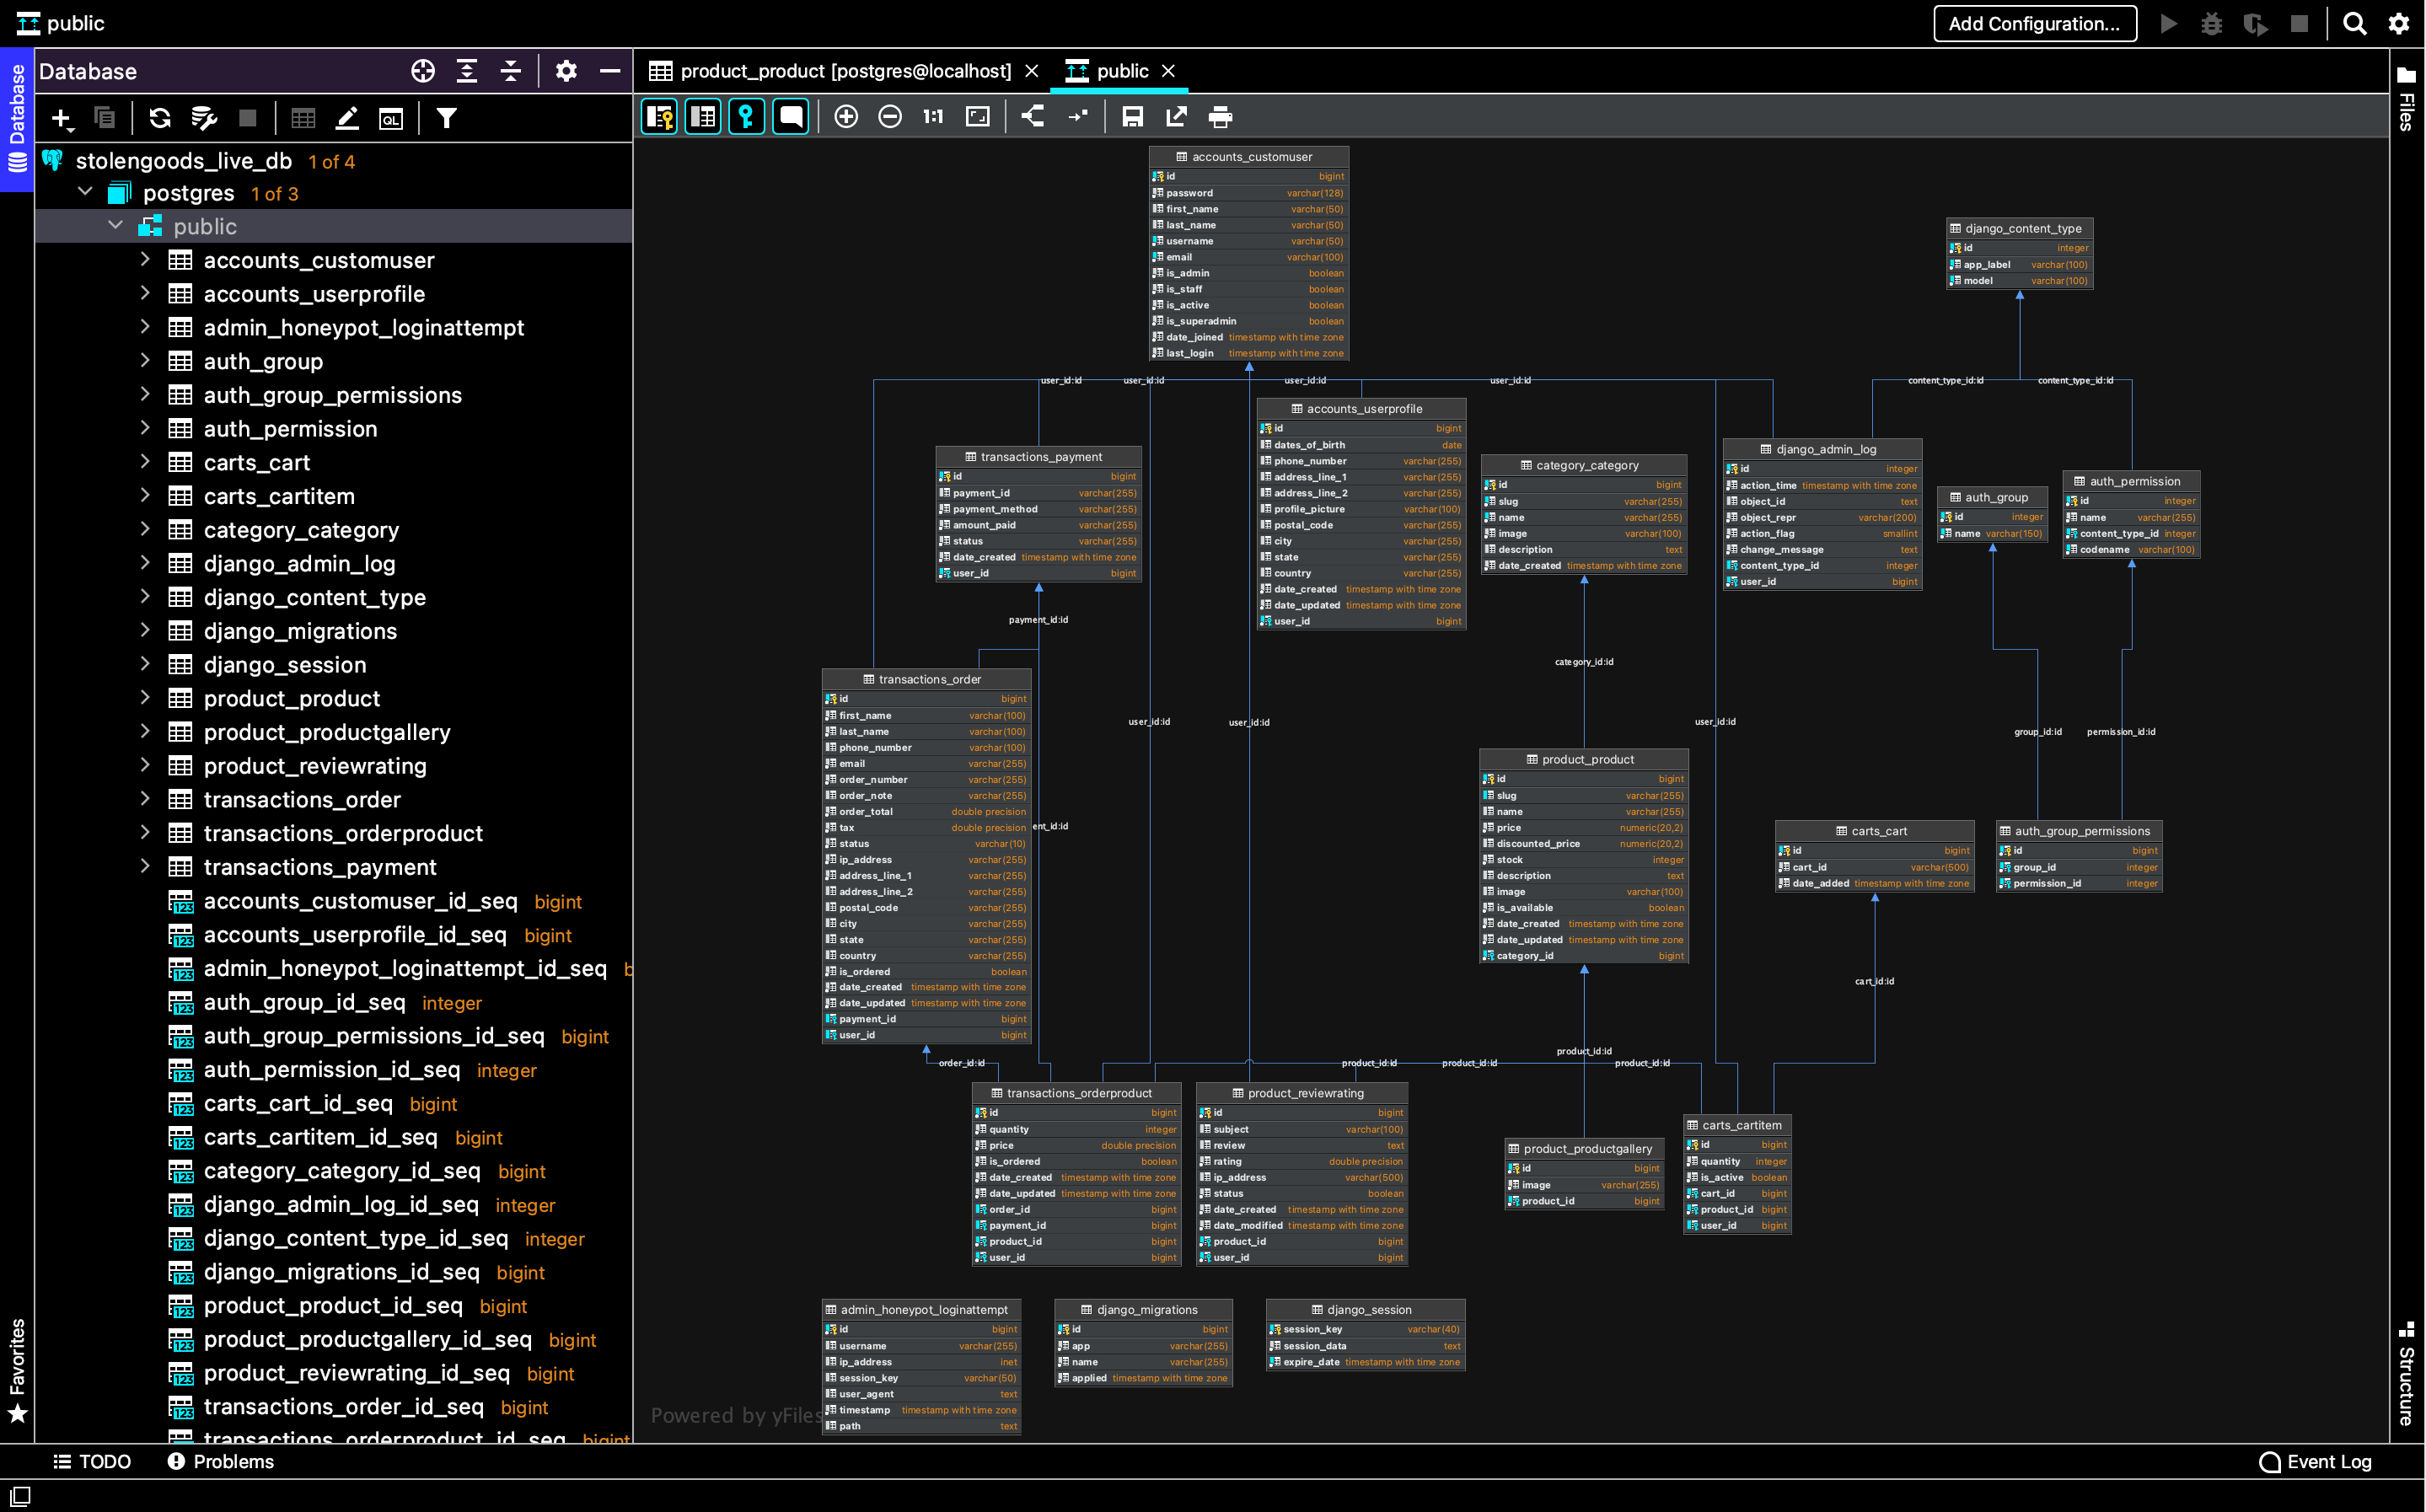 public
Add Configuration...
Database
Files
Favorites
Structure
Database
product_product [postgres@localhost]
public
QL
1:1
stolengoods_live_db 1 of 4
postgres 1 of 3
public
accounts_customuser
accounts_userprofile
admin_honeypot_loginattempt
auth_group
auth_group_permissions
auth_permission
carts_cart
carts_cartitem
category_category
django_admin_log
django_content_type
django_migrations
django_session
product_product
product_productgallery
product_reviewrating
transactions_order
transactions_orderproduct
transactions_payment
accounts_customuser_id_seq bigint
accounts_userprofile_id_seq bigint
admin_honeypot_loginattempt_id_seq b
auth_group_id_seq integer
auth_group_permissions_id_seq bigint
auth_permission_id_seq integer
carts_cart_id_seq bigint
carts_cartitem_id_seq bigint
category_category_id_seq bigint
django_admin_log_id_seq integer
django_content_type_id_seq integer
django_migrations_id_seq bigint
product_product_id_seq bigint
product_productgallery_id_seq bigint
product_reviewrating_id_seq bigint
transactions_order_id_seq bigint
transactions_orderproduct_id_seq bigint
accounts_customuser
id bigint
password varchar(128)
first_name varchar(50)
last_name varchar(50)
username varchar(50)
email varchar(100)
is_admin boolean
is_staff boolean
is_active boolean
is_superadmin boolean
date_joined timestamp with time zone
last_login timestamp with time zone
django_content_type
id integer
app_label varchar(100)
model varchar(100)
user_id:id
user_id:id
user_id:id
user_id:id
content_type_id:id
content_type_id:id
transactions_payment
id bigint
payment_id varchar(255)
payment_method varchar(255)
amount_paid varchar(255)
status varchar(255)
date_created timestamp with time zone
user_id bigint
accounts_userprofile
id bigint
dates_of_birth date
phone_number varchar(255)
address_line_1 varchar(255)
address_line_2 varchar(255)
profile_picture varchar(100)
postal_code varchar(255)
city varchar(255)
state varchar(255)
country varchar(255)
date_created timestamp with time zone
date_updated timestamp with time zone
user_id bigint
category_category
id bigint
slug varchar(255)
name varchar(255)
image varchar(100)
description text
date_created timestamp with time zone
django_admin_log
id integer
action_time timestamp with time zone
object_id text
object_repr varchar(200)
action_flag smallint
change_message text
content_type_id integer
user_id bigint
auth_group
id integer
name varchar(150)
auth_permission
id integer
name varchar(255)
content_type_id integer
codename varchar(100)
payment_id:id
category_id:id
user_id:id
user_id:id
user_id:id
group_id:id
permission_id:id
transactions_order
id bigint
first_name varchar(100)
last_name varchar(100)
phone_number varchar(100)
email varchar(255)
order_number varchar(255)
order_note varchar(255)
order_total double precision
tax double precision
status varchar(10)
ip_address varchar(255)
address_line_1 varchar(255)
address_line_2 varchar(255)
postal_code varchar(255)
city varchar(255)
state varchar(255)
country varchar(255)
is_ordered boolean
date_created timestamp with time zone
date_updated timestamp with time zone
payment_id bigint
user_id bigint
ent_id:id
product_product
id bigint
slug varchar(255)
name varchar(255)
price numeric(20,2)
discounted_price numeric(20,2)
stock integer
description text
image varchar(100)
is_available boolean
date_created timestamp with time zone
date_updated timestamp with time zone
category_id bigint
carts_cart
id bigint
cart_id varchar(500)
date_added timestamp with time zone
auth_group_permissions
id bigint
group_id integer
permission_id integer
cart_id:id
order_id:id
product_id:id
product_id:id
product_id:id
product_id:id
transactions_orderproduct
id bigint
quantity integer
price double precision
is_ordered boolean
date_created timestamp with time zone
date_updated timestamp with time zone
order_id bigint
payment_id bigint
product_id bigint
user_id bigint
product_reviewrating
id bigint
subject varchar(100)
review text
rating double precision
ip_address varchar(500)
status boolean
date_created timestamp with time zone
date_modified timestamp with time zone
product_id bigint
user_id bigint
product_productgallery
id bigint
image varchar(255)
product_id bigint
carts_cartitem
id bigint
quantity integer
is_active boolean
cart_id bigint
product_id bigint
user_id bigint
admin_honeypot_loginattempt
id bigint
username varchar(255)
ip_address inet
session_key varchar(50)
user_agent text
timestamp timestamp with time zone
path text
django_migrations
id bigint
app varchar(255)
name varchar(255)
applied timestamp with time zone
django_session
session_key varchar(40)
session_data text
expire_date timestamp with time zone
Powered by yFiles
TODO
Problems
Event Log